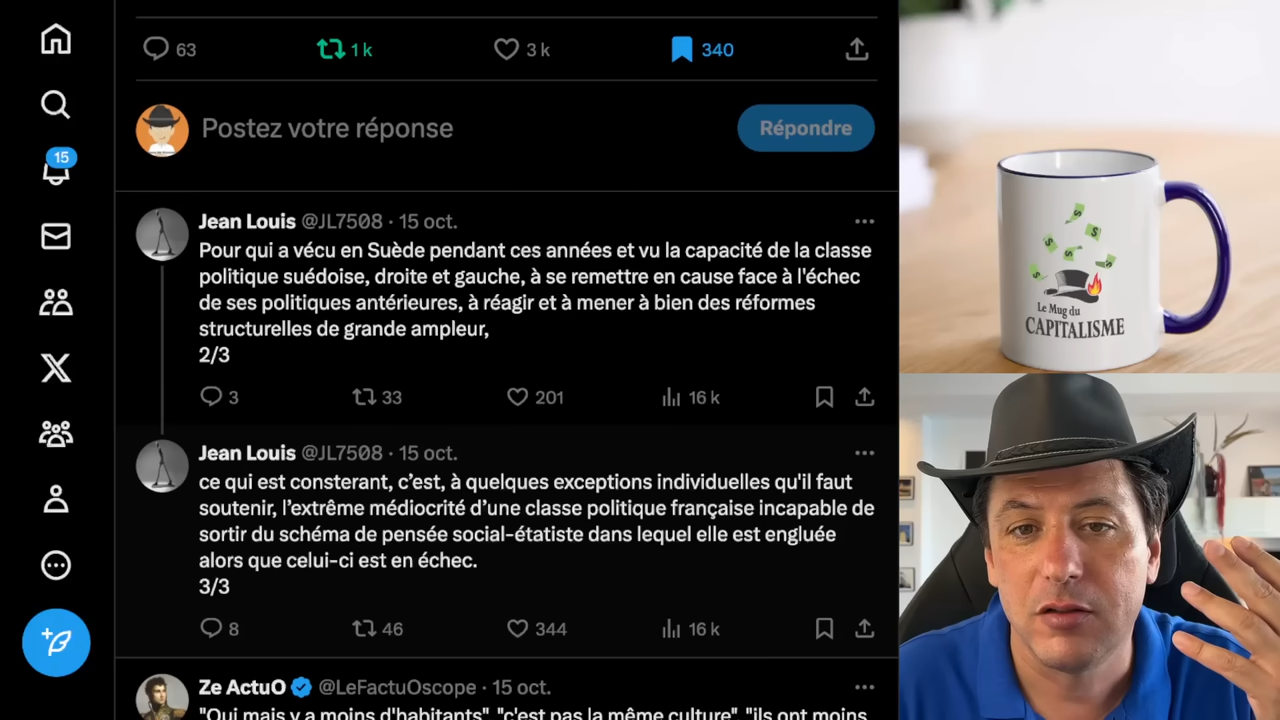 63
1 k
3 k
340
Postez votre réponse
Répondre
15
Jean Louis @JL7508 · 15 oct.
Pour qui a vécu en Suède pendant ces années et vu la capacité de la classe
politique suédoise, droite et gauche, à se remettre en cause face à l'échec
de ses politiques antérieures, à réagir et à mener à bien des réformes
structurelles de grande ampleur,
2/3
3
33
201
16 k
Jean Louis @JL7508 · 15 oct.
ce qui est consterant, c’est, à quelques exceptions individuelles qu'il faut
soutenir, l’extrême médiocrité d’une classe politique française incapable de
sortir du schéma de pensée social-étatiste dans lequel elle est engluée
alors que celui-ci est en échec.
3/3
8
46
344
16 k
Ze ActuO @LeFactuOscope · 15 oct.
"Oui mais y a moins d'habitants", "c'est pas la même culture", "ils ont moins
Le Mug du
CAPITALISME